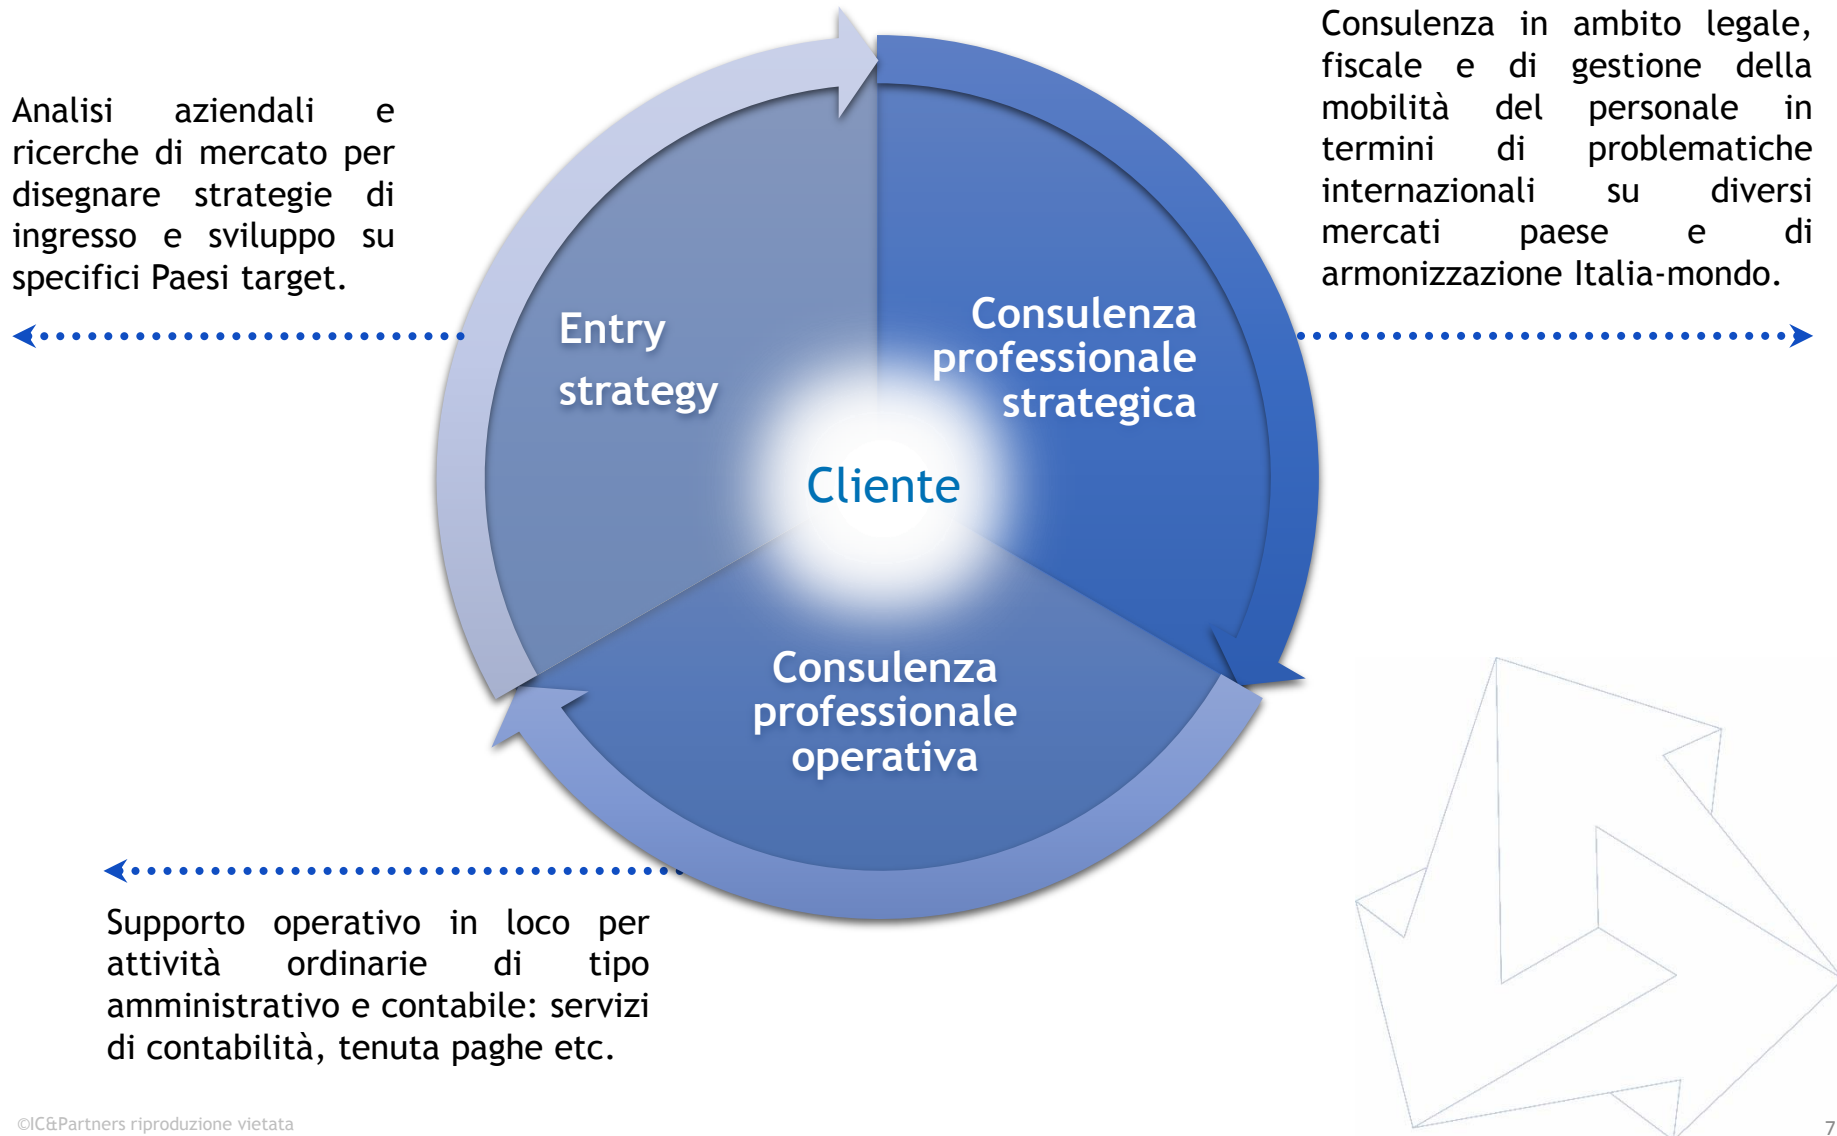 Analisi aziendali e
ricerche di mercato per
disegnare strategie di
ingresso e sviluppo su
specifici Paesi target.
Consulenza in ambito legale,
fiscale e di gestione della
mobilità del personale in
termini di problematiche
internazionali su diversi
mercati paese e di
armonizzazione Italia-mondo.
Entry
strategy
Consulenza
professionale
strategica
Cliente
Consulenza
professionale
operativa
Supporto operativo in loco per
attività ordinarie di tipo
amministrativo e contabile: servizi
di contabilità, tenuta paghe etc.
©IC&Partners riproduzione vietata
7